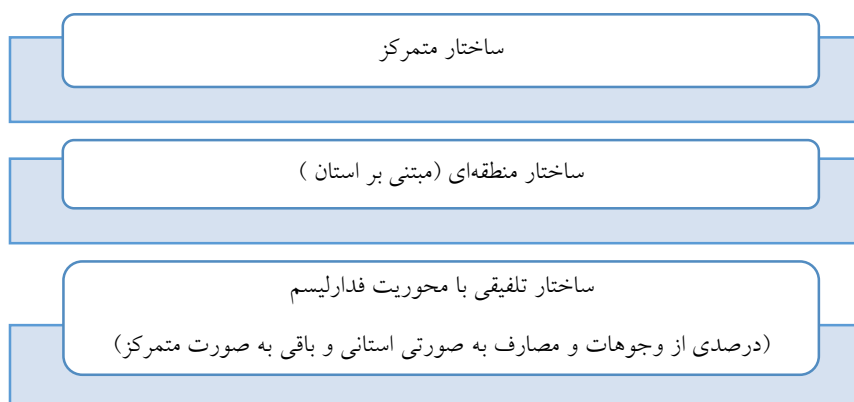 ساختار متمرکز
ساختار منطقه‌ای (مبتنی بر استان )
ساختار تلفیقی با محوریت فدارلیسم
(درصدی از وجوهات و مصارف به صورتی استانی و باقی به صورت متمرکز)